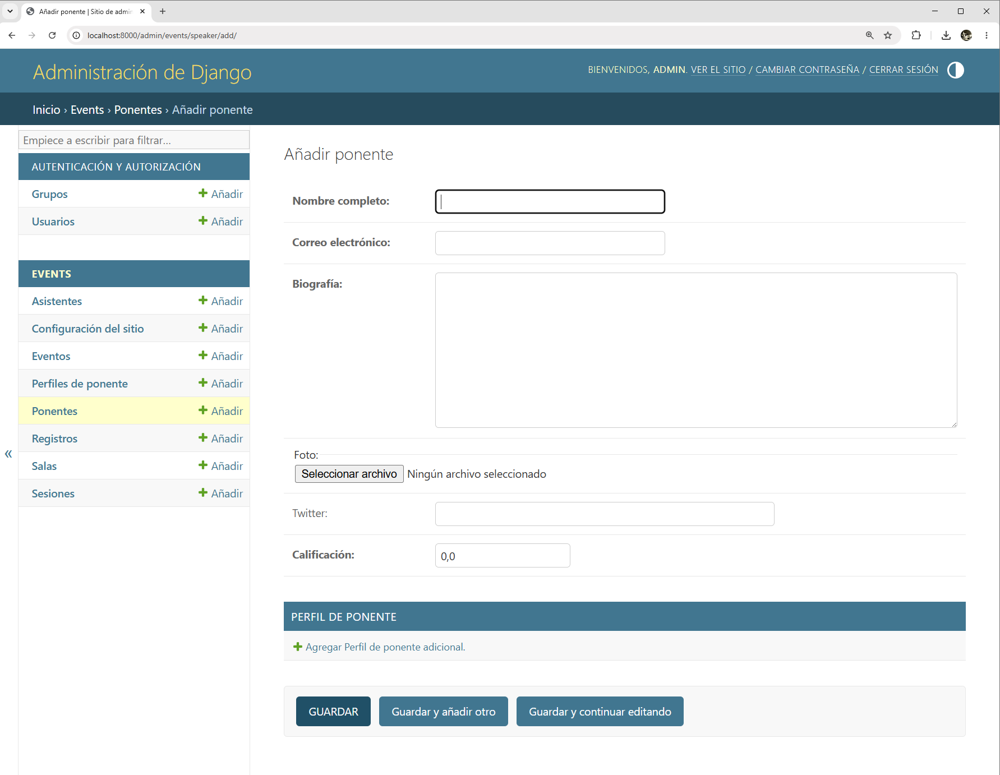 Añadir ponente | Sitio de admin
localhost:8000/admin/events/speaker/add/
Administración de Django
BIENVENIDOS, ADMIN. VER EL SITIO / CAMBIAR CONTRASEÑA / CERRAR SESIÓN
Inicio › Events › Ponentes › Añadir ponente
Empiece a escribir para filtrar...
AUTENTICACIÓN Y AUTORIZACIÓN
Grupos Añadir
Usuarios Añadir
EVENTS
Asistentes Añadir
Configuración del sitio Añadir
Eventos Añadir
Perfiles de ponente Añadir
Ponentes Añadir
Registros Añadir
Salas Añadir
Sesiones Añadir
«
Añadir ponente
Nombre completo:
Correo electrónico:
Biografía:
Foto:
Seleccionar archivo Ningún archivo seleccionado
Twitter:
Calificación: 0,0
PERFIL DE PONENTE
Agregar Perfil de ponente adicional.
GUARDAR Guardar y añadir otro Guardar y continuar editando